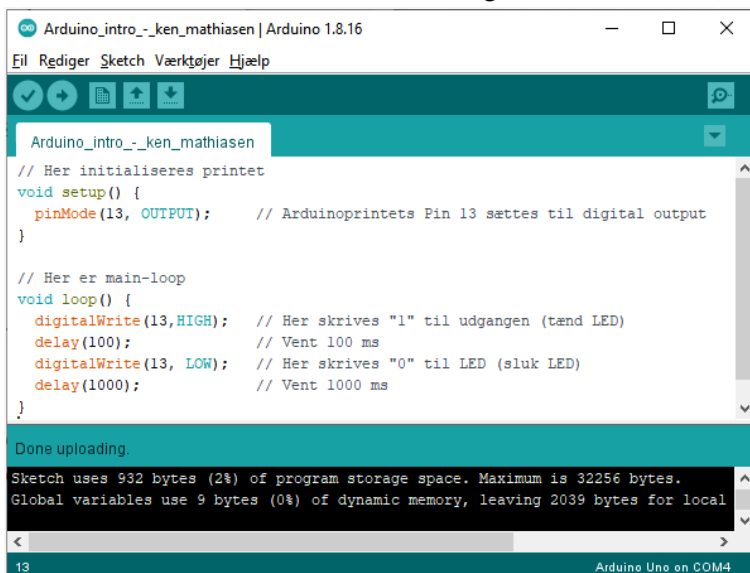 Arduino_intro_-_ken_mathiasen | Arduino 1.8.16
Fil Rediger Sketch Værktøjer Hjælp
Arduino_intro_-_ken_mathiasen
// Her initialiseres printet
void setup() {
  pinMode(13, OUTPUT);     // Arduinoprintets Pin 13 sættes til digital output
}
// Her er main-loop
void loop() {
  digitalWrite(13,HIGH);   // Her skrives "1" til udgangen (tænd LED)
  delay(100);              // Vent 100 ms
  digitalWrite(13, LOW);   // Her skrives "0" til LED (sluk LED)
  delay(1000);             // Vent 1000 ms
}
Done uploading.
Sketch uses 932 bytes (2%) of program storage space. Maximum is 32256 bytes.
Global variables use 9 bytes (0%) of dynamic memory, leaving 2039 bytes for local
13 Arduino Uno on COM4